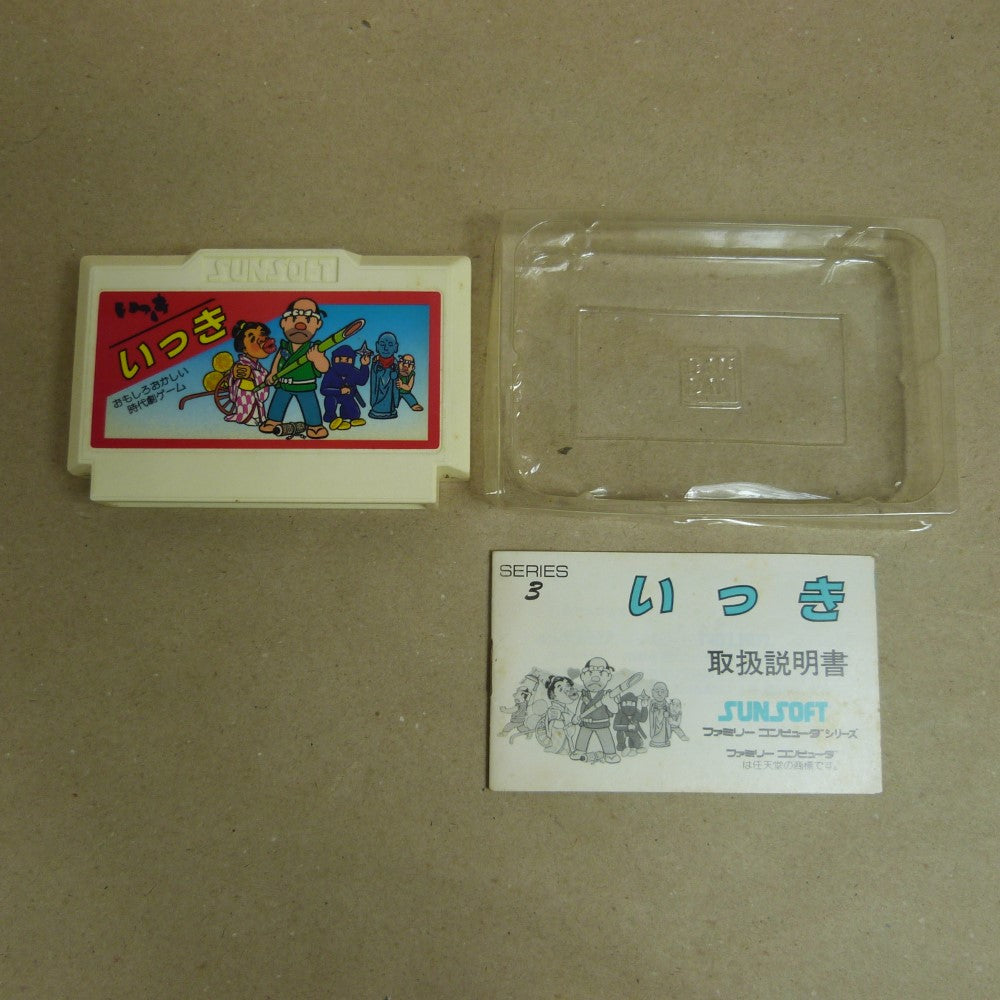 SUNSOFT
いっき
いっき
おもしろおかしい
時代劇ゲーム
SERIES
3
いっき
取扱説明書
SUNSOFT
ファミリーコンピュータシリーズ
ファミリーコンピュータ
は任天堂の商標です。